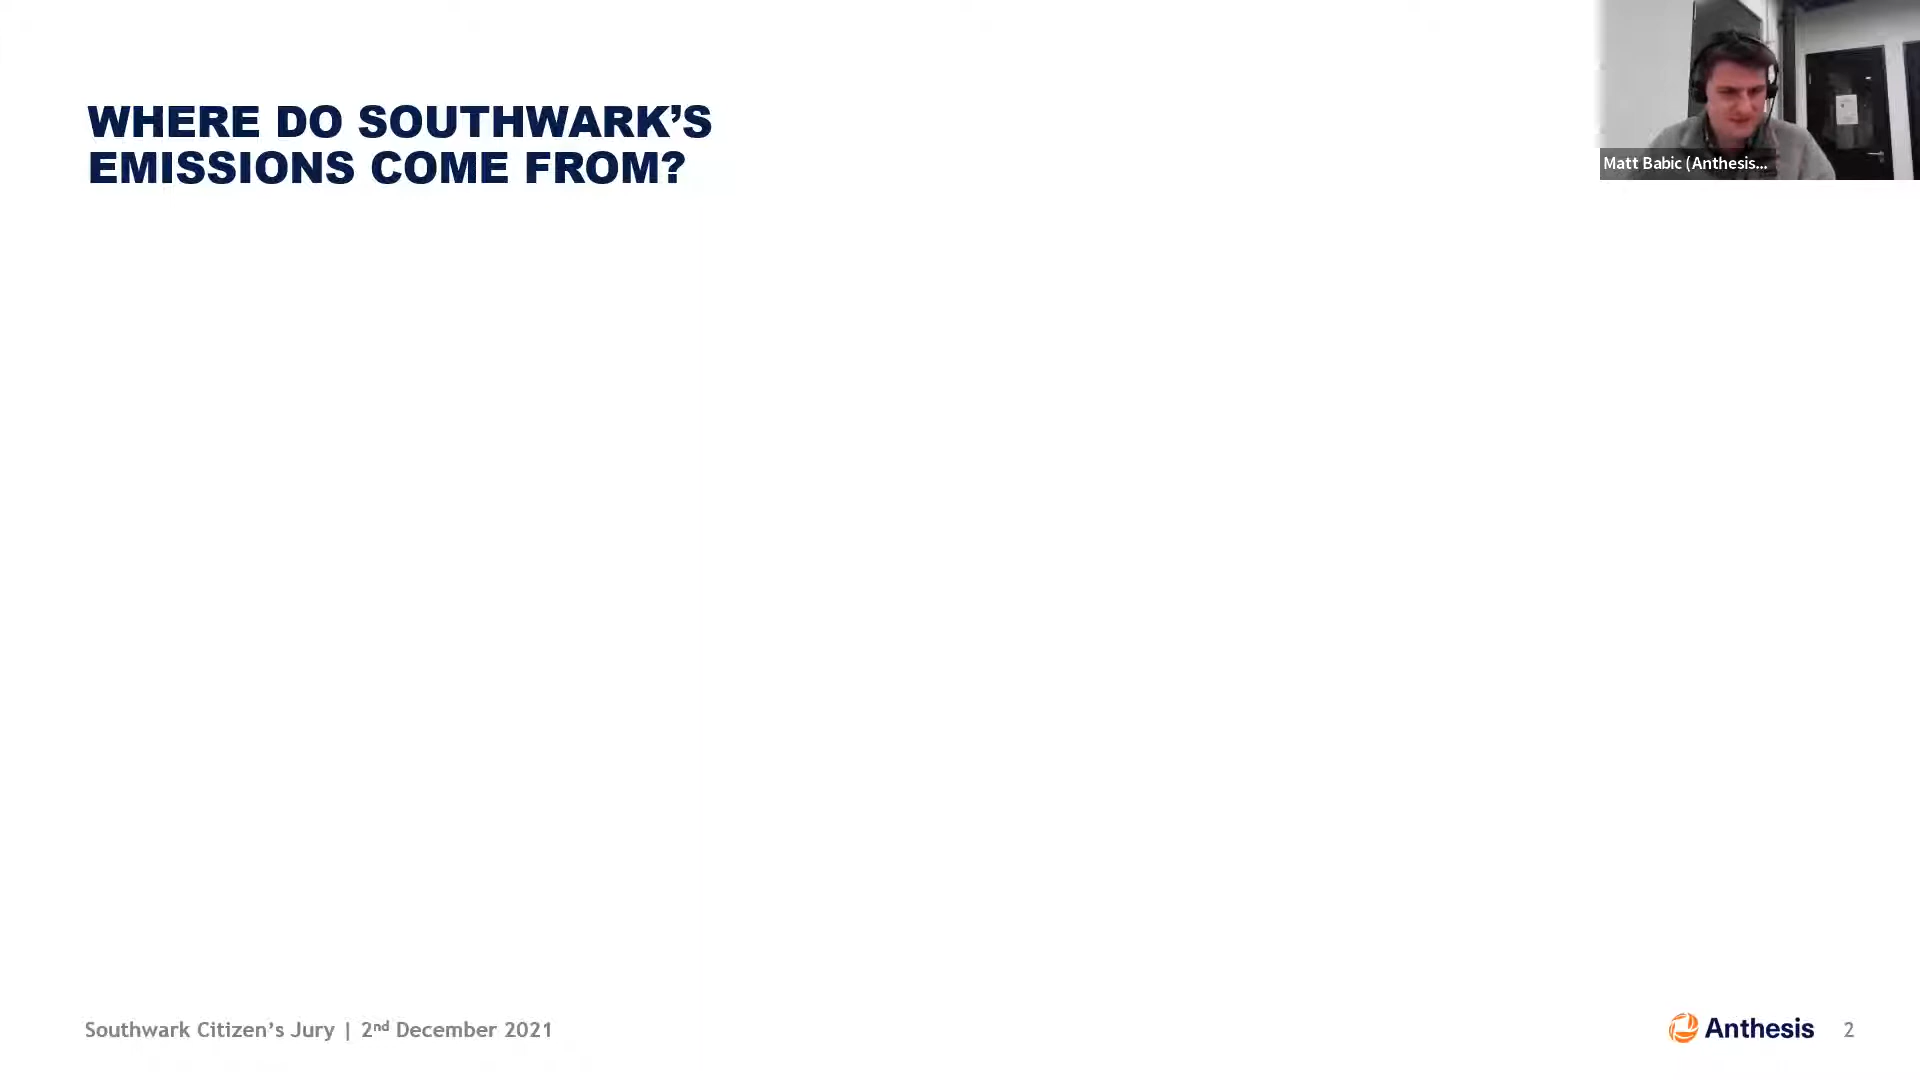 WHERE DO SOUTHWARK’S
EMISSIONS COME FROM?
Matt Babic (Anthesis...
Southwark Citizen’s Jury | 2nd December 2021
Anthesis
2